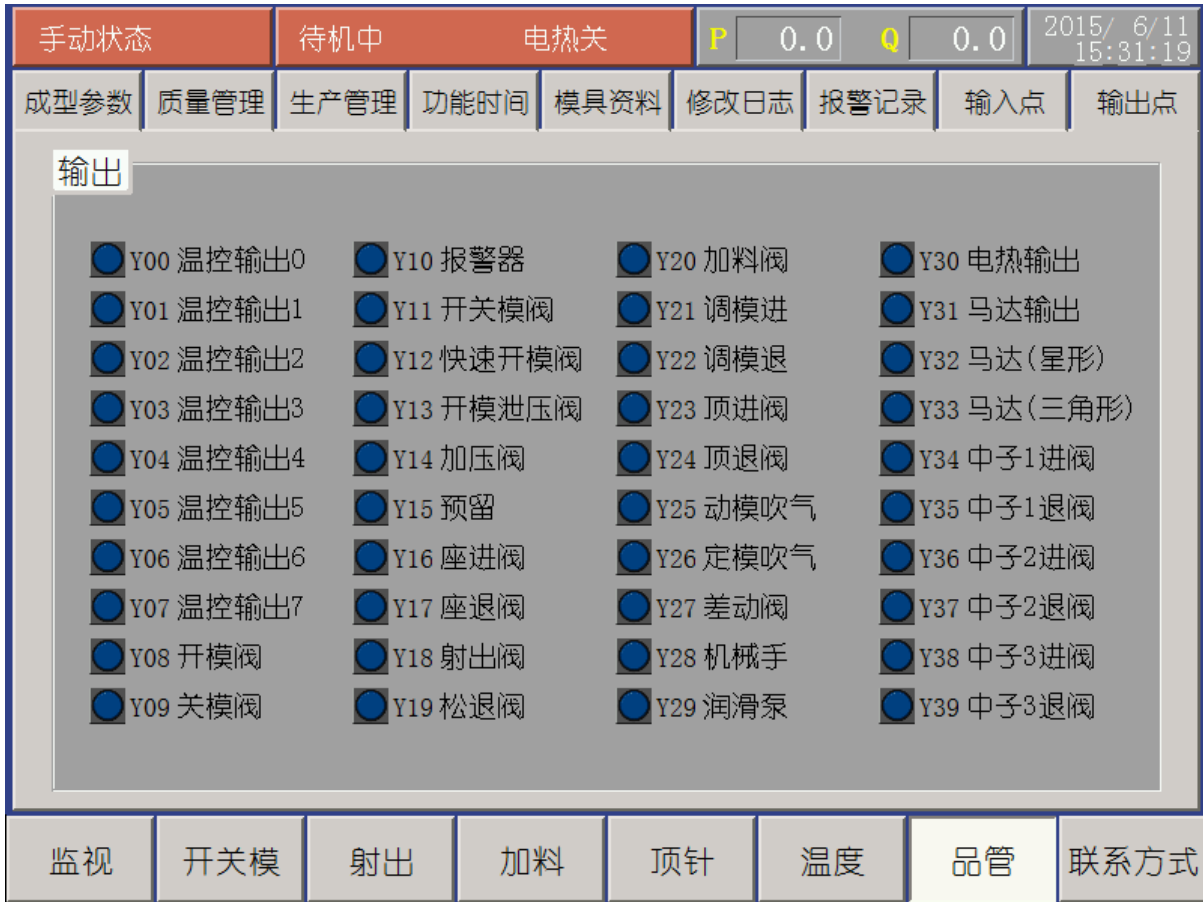 手动状态 待机中 电热关 P 0.0 Q 0.0 2015/ 6/11
15:31:19
成型参数 质量管理 生产管理 功能时间 模具资料 修改日志 报警记录 输入点 输出点
输出
Y00 温控输出0 Y10 报警器 Y20 加料阀 Y30 电热输出
Y01 温控输出1 Y11 开关模阀 Y21 调模进 Y31 马达输出
Y02 温控输出2 Y12 快速开模阀 Y22 调模退 Y32 马达(星形)
Y03 温控输出3 Y13 开模泄压阀 Y23 顶进阀 Y33 马达(三角形)
Y04 温控输出4 Y14 加压阀 Y24 顶退阀 Y34 中子1进阀
Y05 温控输出5 Y15 预留 Y25 动模吹气 Y35 中子1退阀
Y06 温控输出6 Y16 座进阀 Y26 定模吹气 Y36 中子2进阀
Y07 温控输出7 Y17 座退阀 Y27 差动阀 Y37 中子2退阀
Y08 开模阀 Y18 射出阀 Y28 机械手 Y38 中子3进阀
Y09 关模阀 Y19 松退阀 Y29 润滑泵 Y39 中子3退阀
监视 开关模 射出 加料 顶针 温度 品管 联系方式